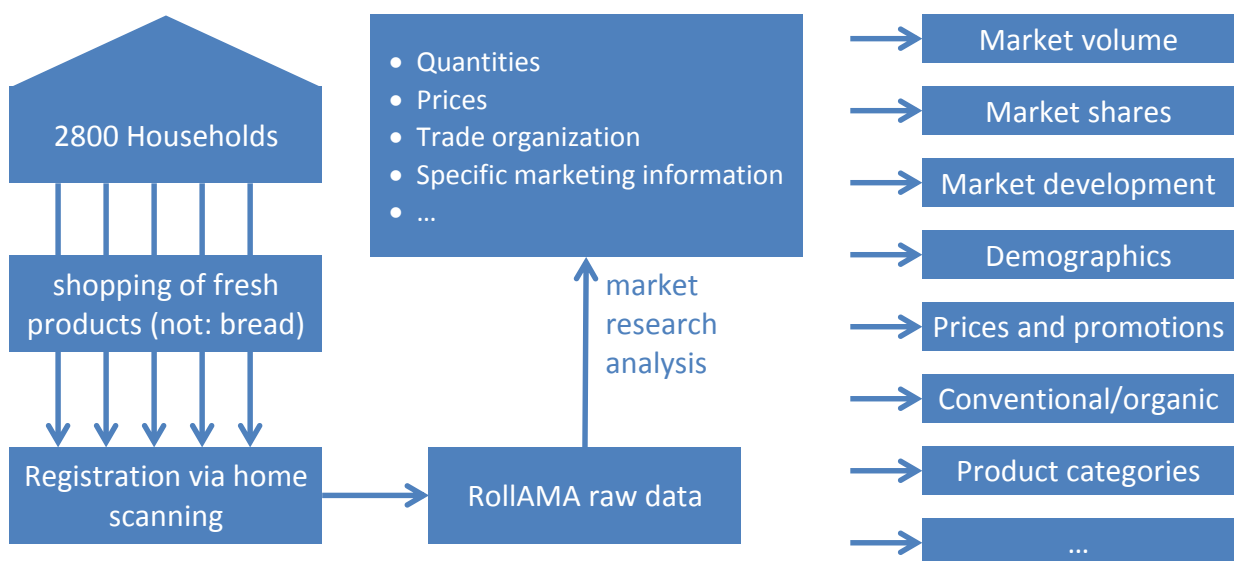 2800 Households
shopping of fresh
products (not: bread)
Registration via home
scanning
RollAMA raw data
market
research
analysis
• Quantities
• Prices
• Trade organization
• Specific marketing information
• ...
Market volume
Market shares
Market development
Demographics
Prices and promotions
Conventional/organic
Product categories
...